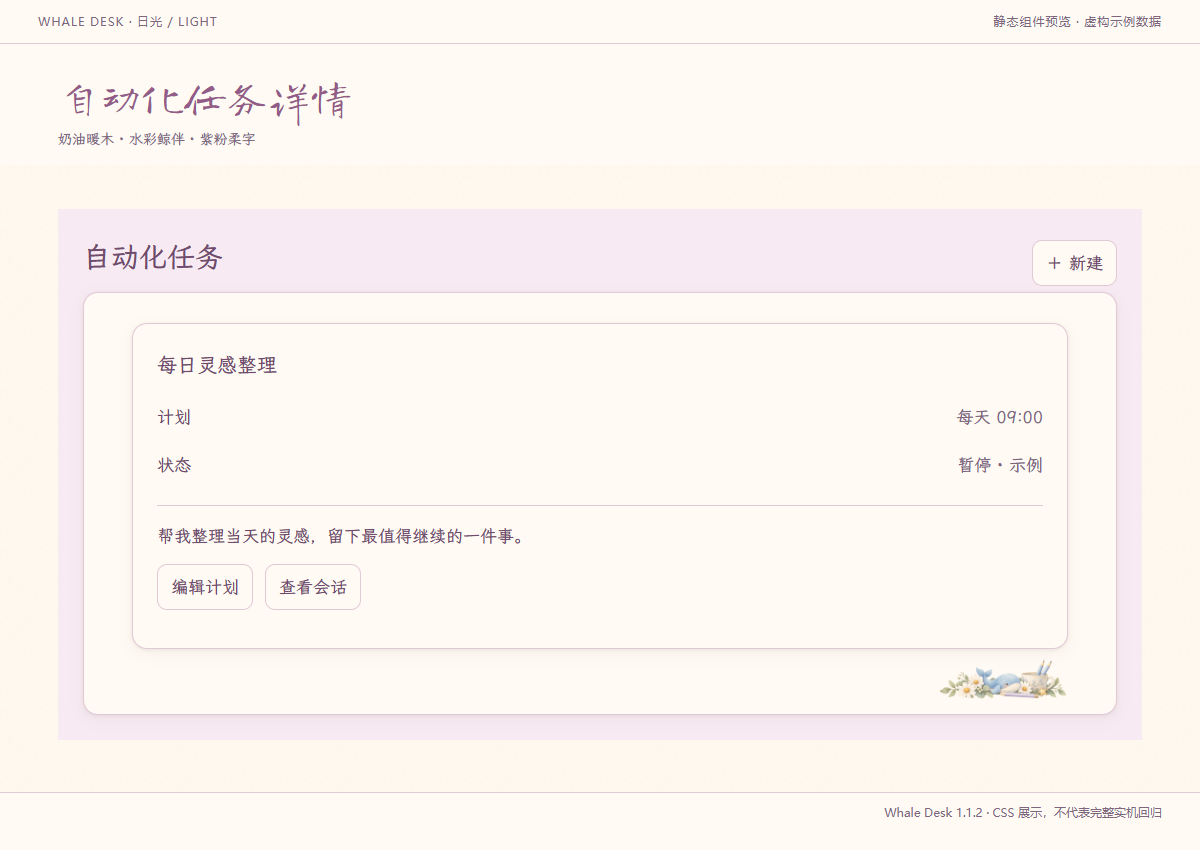 WHALE DESK · 日光 / LIGHT
静态组件预览 · 虚构示例数据
自动化任务详情
奶油暖木 · 水彩鲸伴 · 紫粉柔字
自动化任务
+ 新建
每日灵感整理
计划
每天 09:00
状态
暂停 · 示例
帮我整理当天的灵感，留下最值得继续的一件事。
编辑计划
查看会话
Whale Desk 1.1.2 · CSS 展示，不代表完整实机回归